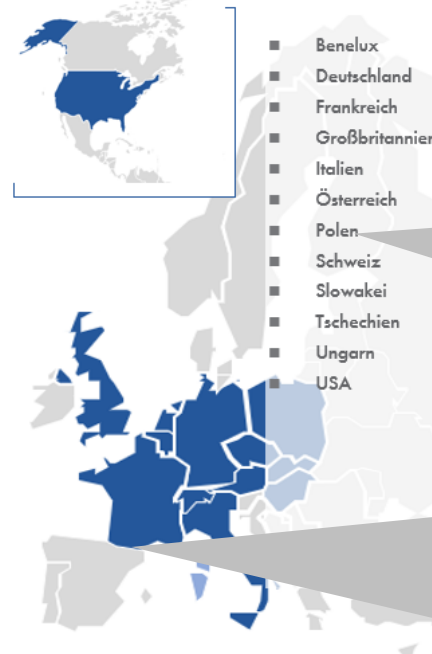 Benelux
Deutschland
Frankreich
Großbritannien
Italien
Österreich
Polen
Schweiz
Slowakei
Tschechien
Ungarn
USA